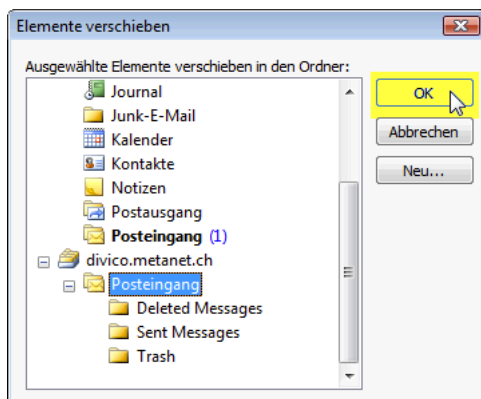 Elemente verschieben
Ausgewählte Elemente verschieben in den Ordner:
Journal
Junk-E-Mail
Kalender
Kontakte
Notizen
Postausgang
Posteingang (1)
divico.metanet.ch
Posteingang
Deleted Messages
Sent Messages
Trash
OK
Abbrechen
Neu...